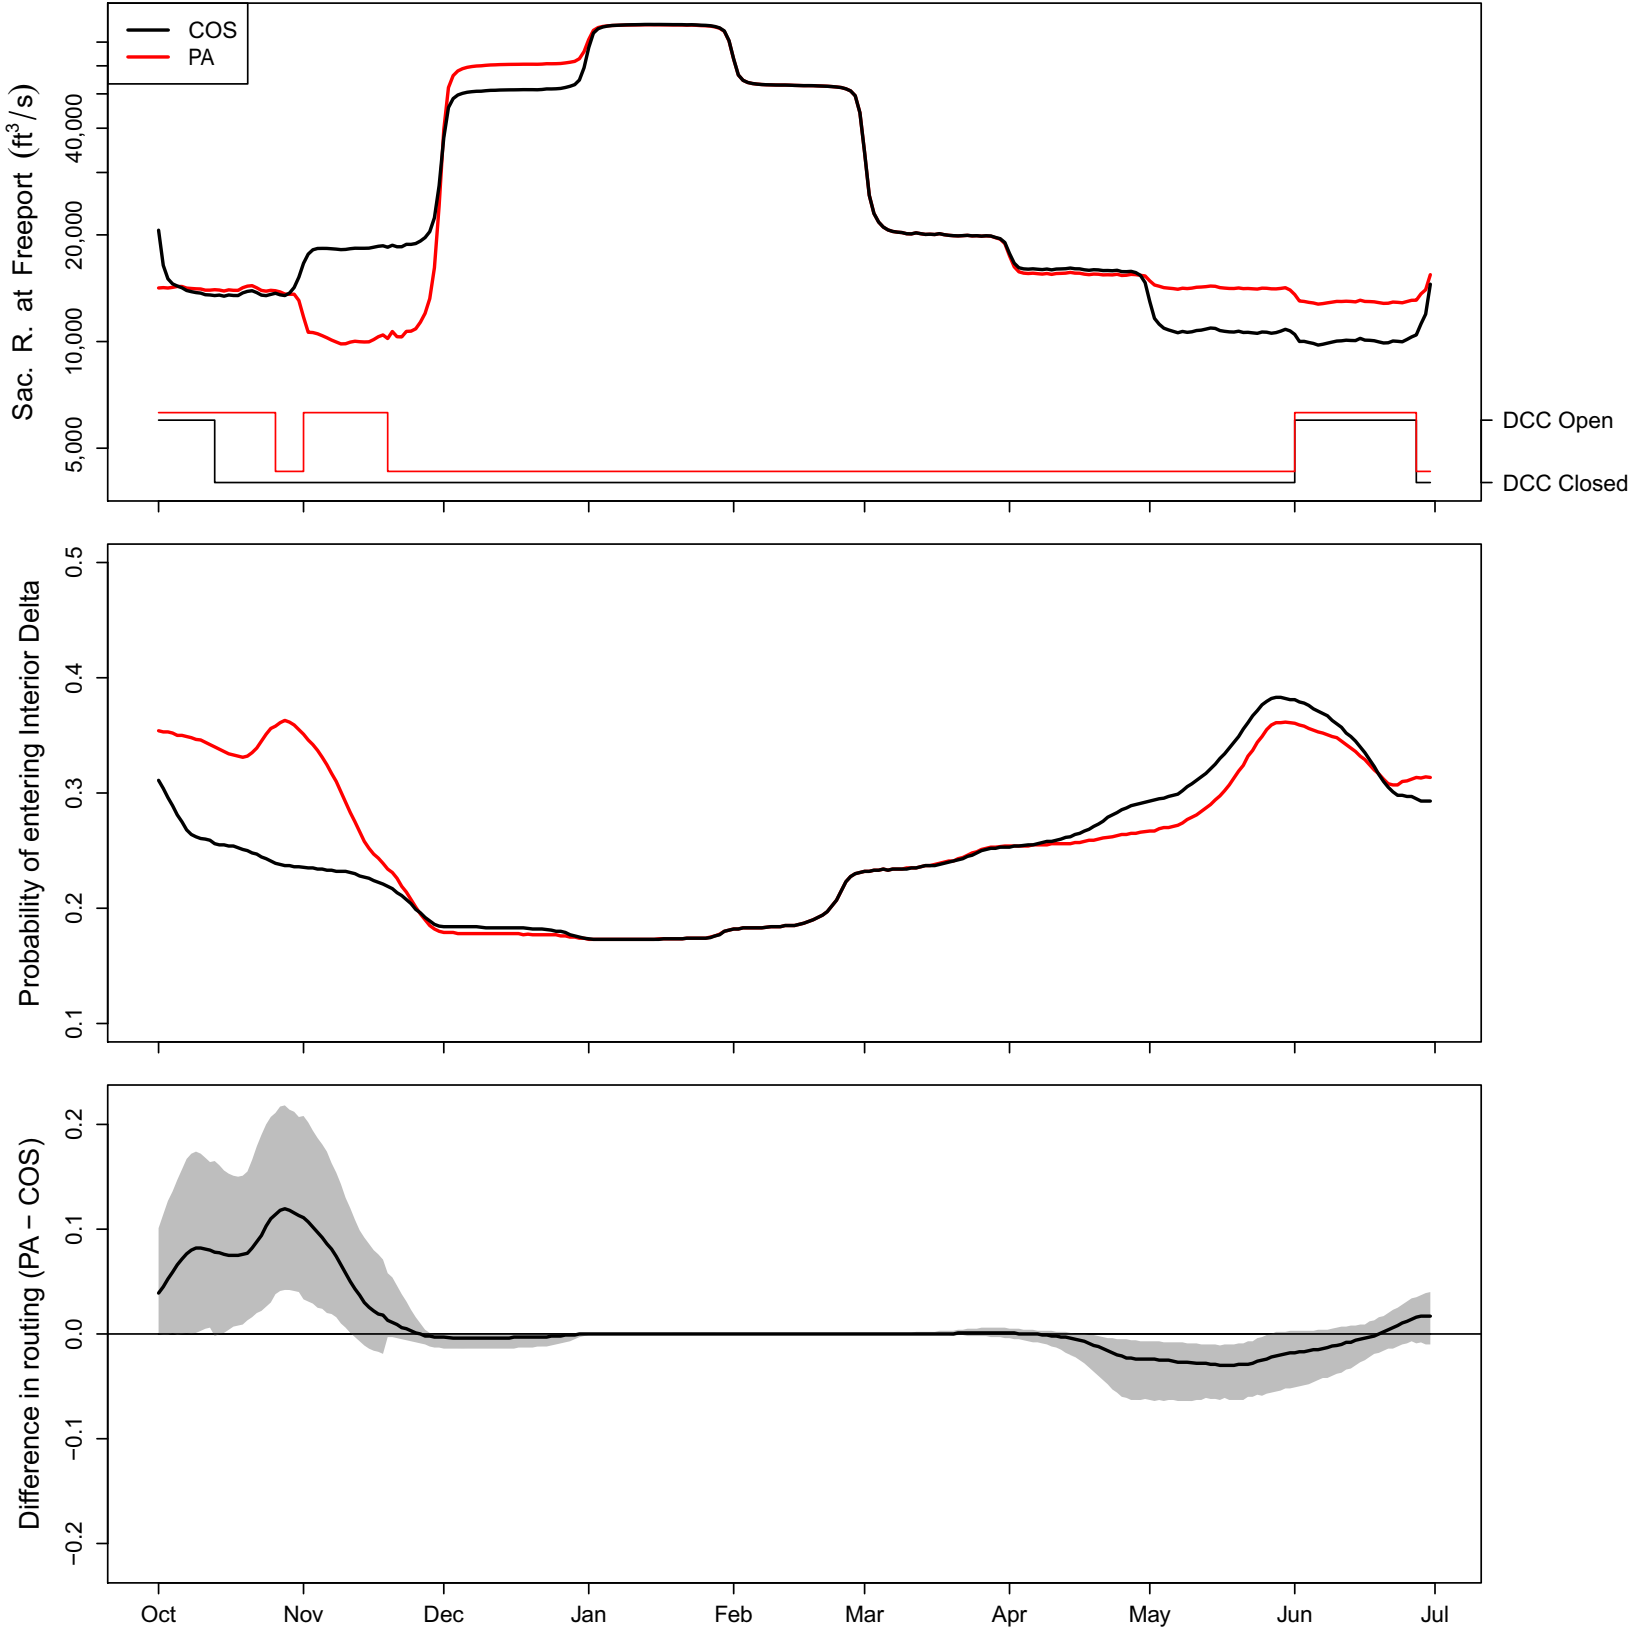 COS
PA
Sac. R. at Freeport (ft³/s)
40,000
20,000
10,000
5,000
DCC Open
DCC Closed
Probability of entering Interior Delta
0.5
0.4
0.3
0.2
0.1
Difference in routing (PA − COS)
0.2
0.1
0.0
−0.1
−0.2
Oct Nov Dec Jan Feb Mar Apr May Jun Jul